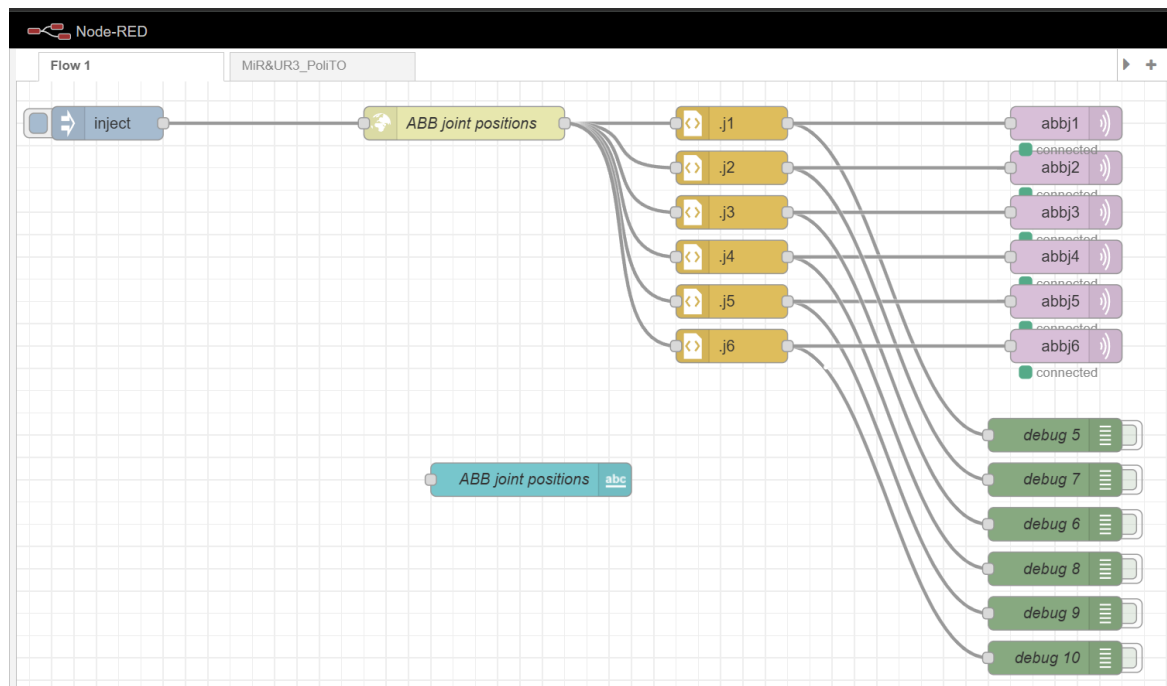 Node-RED
Flow 1
MiR&UR3_PoliTO
inject
ABB joint positions
.j1
abbj1
connected
.j2
abbj2
connected
.j3
abbj3
connected
.j4
abbj4
connected
.j5
abbj5
connected
.j6
abbj6
connected
debug 5
ABB joint positions
abc
debug 7
debug 6
debug 8
debug 9
debug 10